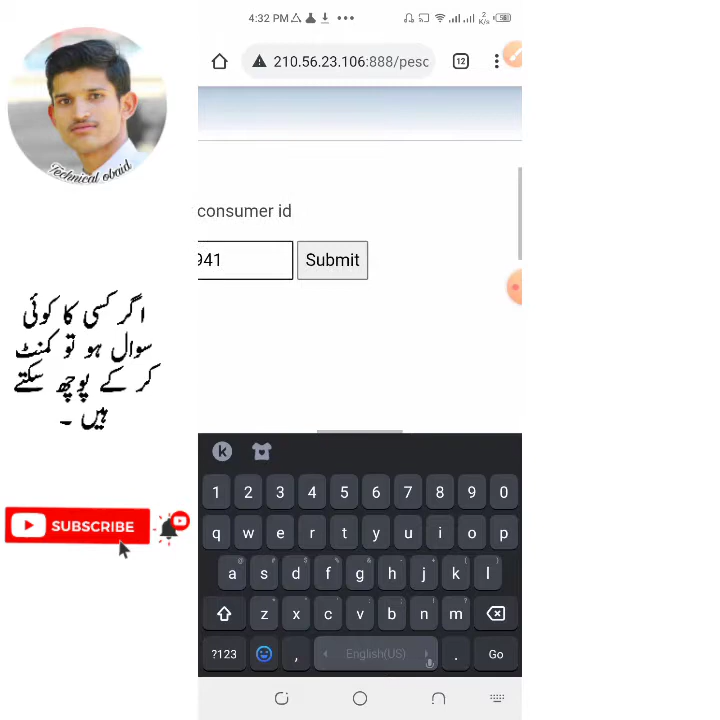 4:32 PM
2 K/s
58
210.56.23.106:888/pesc
12
Technical obaid
consumer id
941
Submit
اگر کسی کا کوئی
سوال ہو تو کمنٹ
کر کے پوچھ سکتے
ہیں ۔
SUBSCRIBE
k
1 2 3 4 5 6 7 8 9 0
q w e r t y u i o p
a s d f g h j k l
z x c v b n m
?123 , English(US) . Go